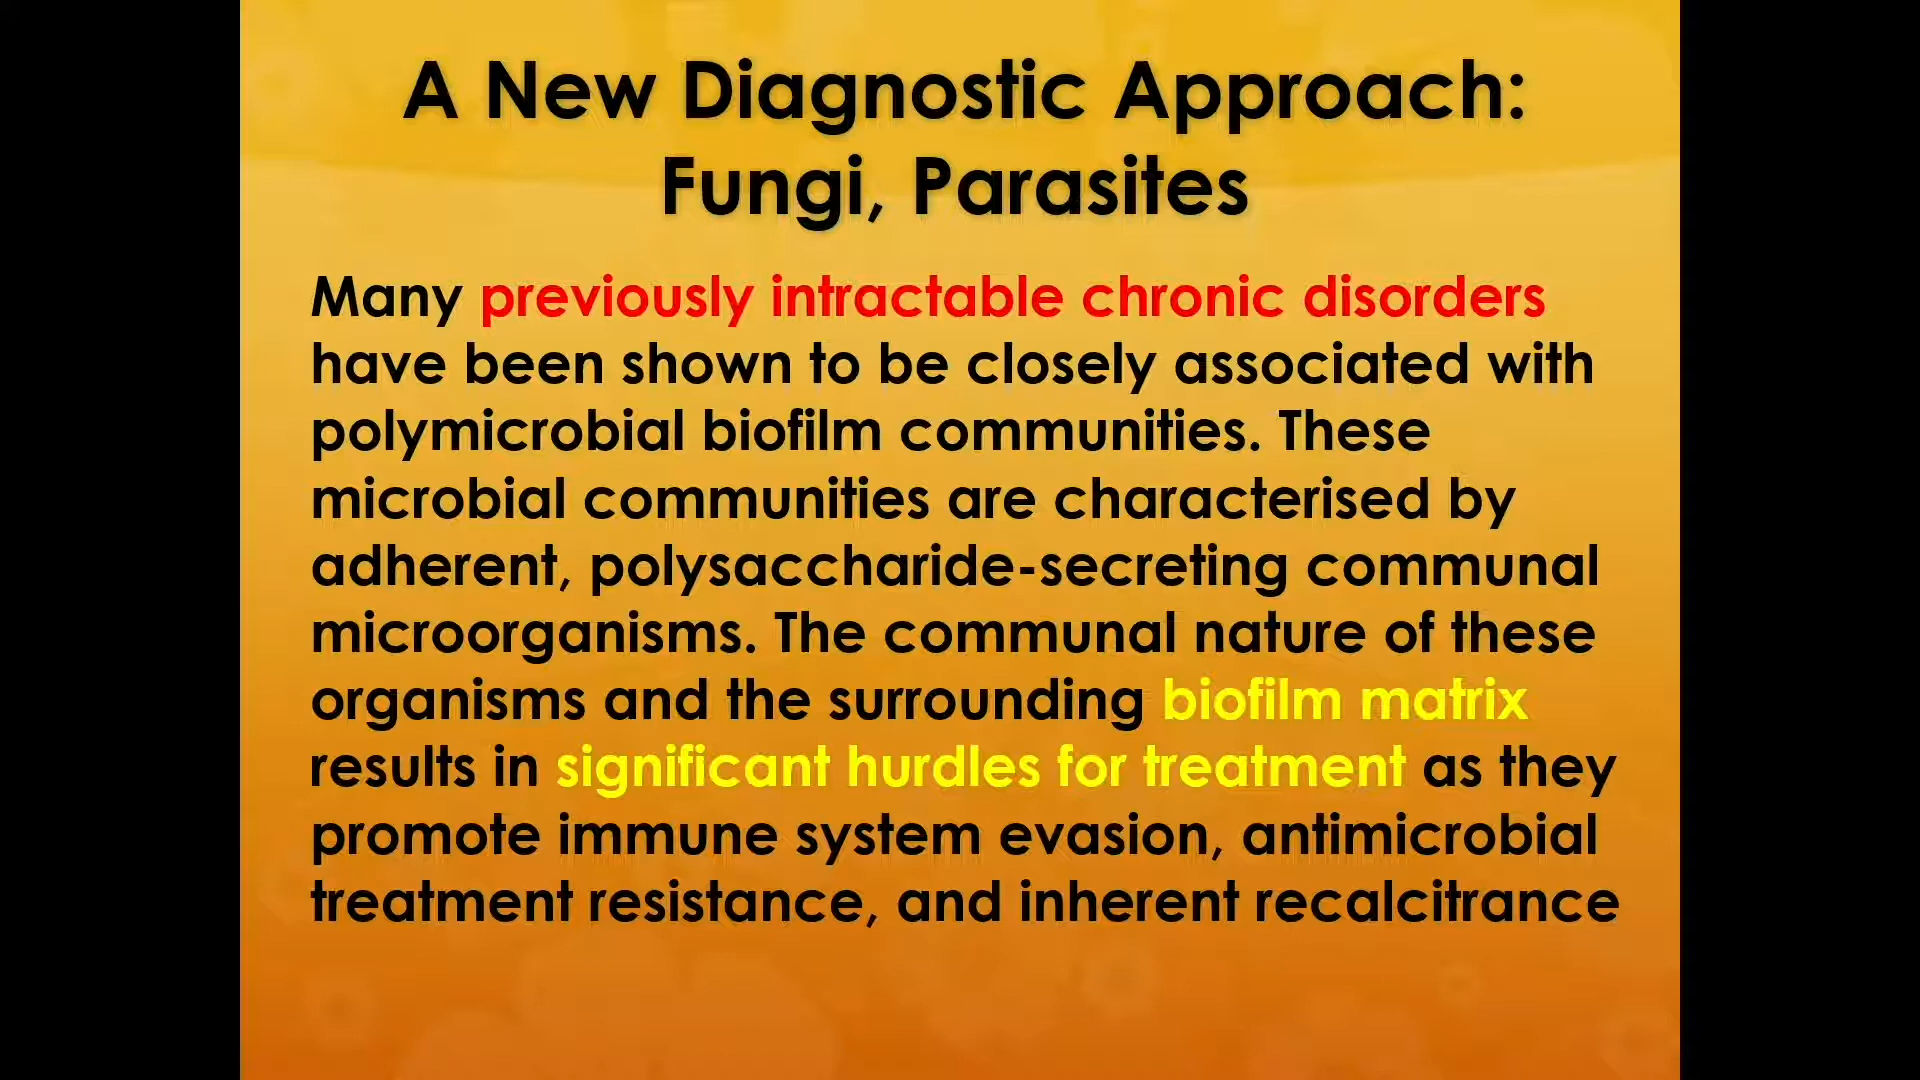 A New Diagnostic Approach:
Fungi, Parasites
Many previously intractable chronic disorders
have been shown to be closely associated with
polymicrobial biofilm communities. These
microbial communities are characterised by
adherent, polysaccharide-secreting communal
microorganisms. The communal nature of these
organisms and the surrounding biofilm matrix
results in significant hurdles for treatment as they
promote immune system evasion, antimicrobial
treatment resistance, and inherent recalcitrance